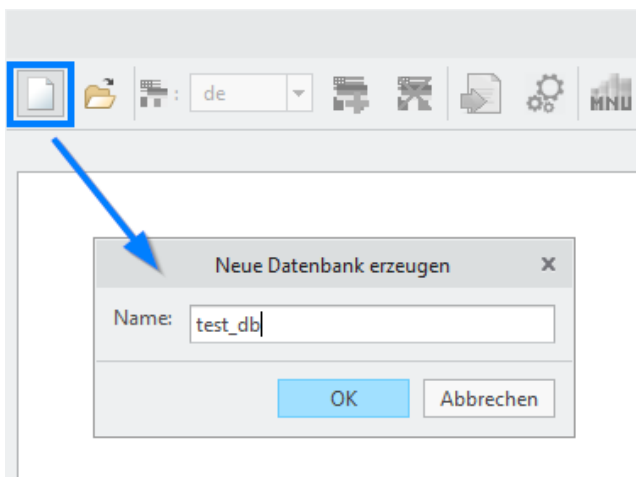 : de
MNU
Neue Datenbank erzeugen x
Name: test_db
OK Abbrechen